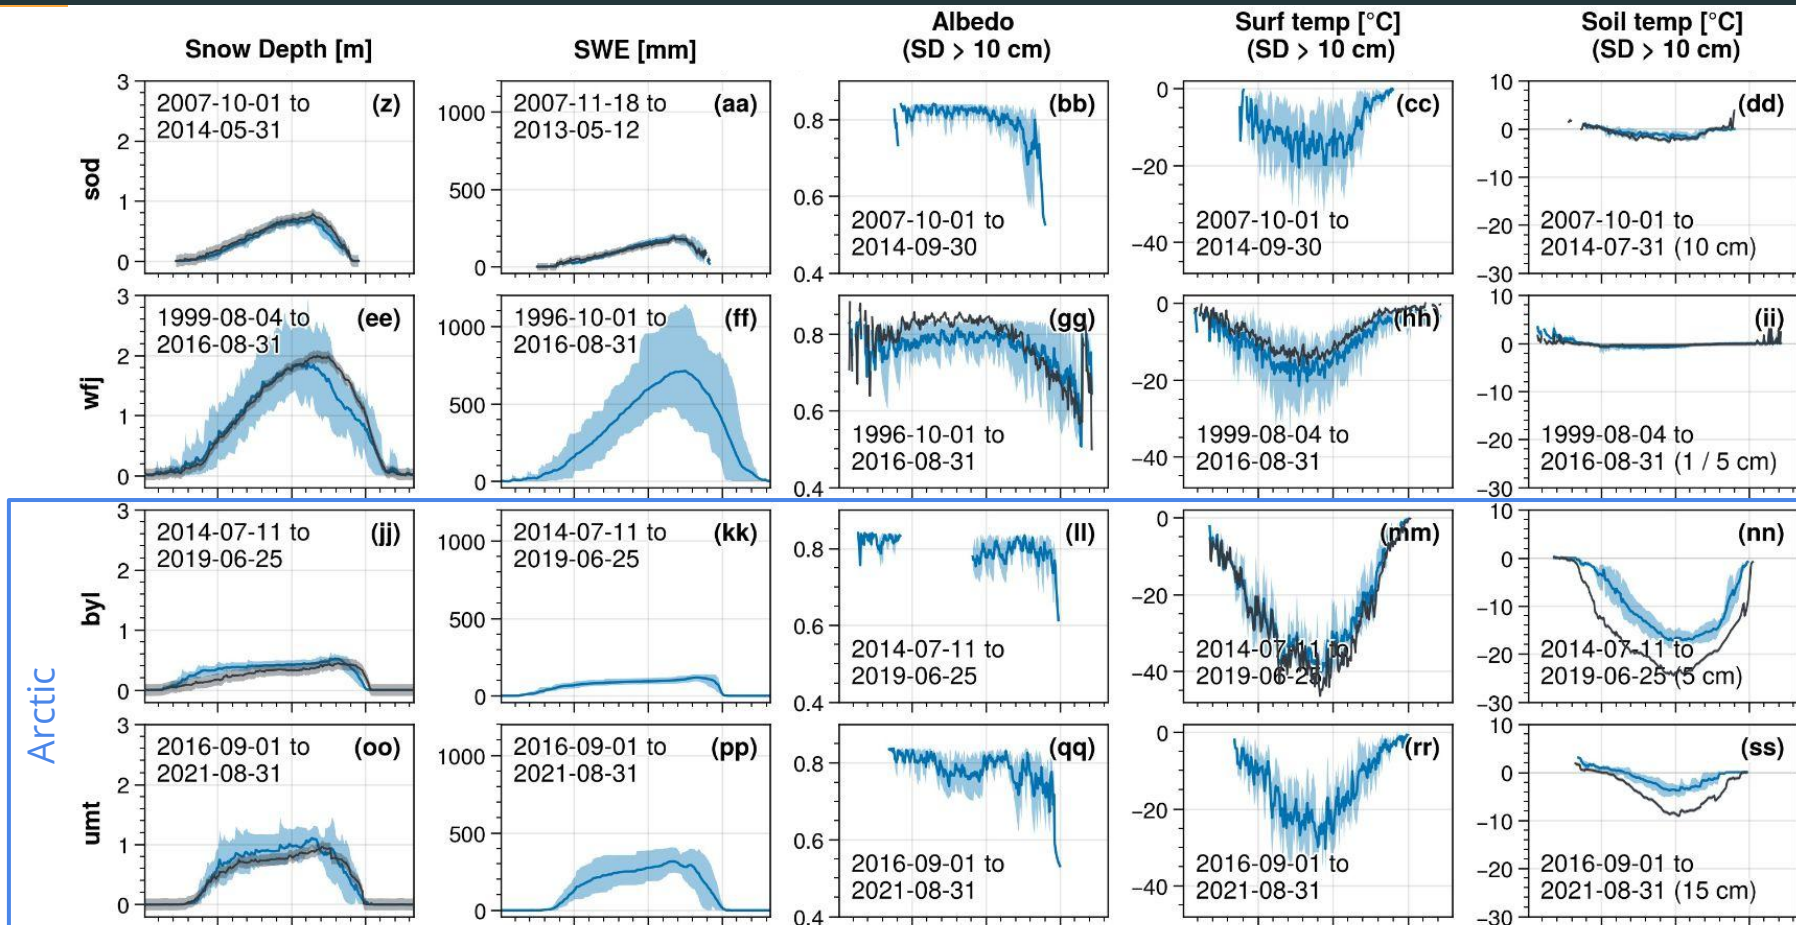 Snow Depth [m]
SWE [mm]
Albedo
(SD > 10 cm)
Surf temp [°C]
(SD > 10 cm)
Soil temp [°C]
(SD > 10 cm)
sod
3
2
1
0
2007-10-01 to
2014-05-31
(z)
1000
500
0
2007-11-18 to
2013-05-12
(aa)
0.8
0.6
0.4
(bb)
2007-10-01 to
2014-09-30
0
−20
−40
(cc)
2007-10-01 to
2014-09-30
10
0
−10
−20
−30
(dd)
2007-10-01 to
2014-07-31 (10 cm)
wfj
3
2
1
0
1999-08-04 to
2016-08-31
(ee)
1000
500
0
1996-10-01 to
2016-08-31
(ff)
0.8
0.6
0.4
(gg)
1996-10-01 to
2016-08-31
0
−20
−40
(hh)
1999-08-04 to
2016-08-31
10
0
−10
−20
−30
(ii)
1999-08-04 to
2016-08-31 (1 / 5 cm)
Arctic
byl
3
2
1
0
2014-07-11 to
2019-06-25
(jj)
1000
500
0
2014-07-11 to
2019-06-25
(kk)
0.8
0.6
0.4
(ll)
2014-07-11 to
2019-06-25
0
−20
−40
(mm)
2014-07-11 to
2019-06-25
10
0
−10
−20
−30
(nn)
2014-07-11 to
2019-06-25 (5 cm)
umt
3
2
1
0
2016-09-01 to
2021-08-31
(oo)
1000
500
0
2016-09-01 to
2021-08-31
(pp)
0.8
0.6
0.4
(qq)
2016-09-01 to
2021-08-31
0
−20
−40
(rr)
2016-09-01 to
2021-08-31
10
0
−10
−20
−30
(ss)
2016-09-01 to
2021-08-31 (15 cm)